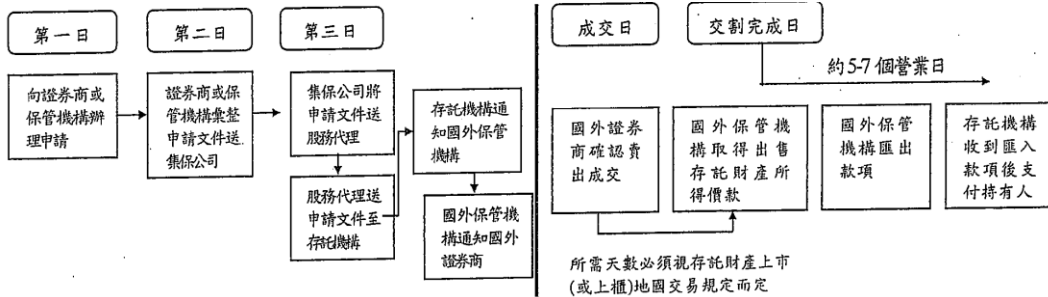 第一日
第二日
第三日
向證券商或
保管機構辦
理申請
證券商或保
管機構彙整
申請文件送
集保公司
集保公司將
申請文件送
股務代理
股務代理送
申請文件至
存託機構
存託機構通
知國外保管
機構
國外保管機
構通知國外
證券商
成交日
交割完成日
約5-7個營業日
國外證券
商確認賣
出成交
國外保管機
構取得出售
存託財產所
得價款
國外保管
機構匯出
款項
存託機構
收到匯入
款項後支
付持有人
所需天數必須視存託財產上市
(或上櫃)地國交易規定而定